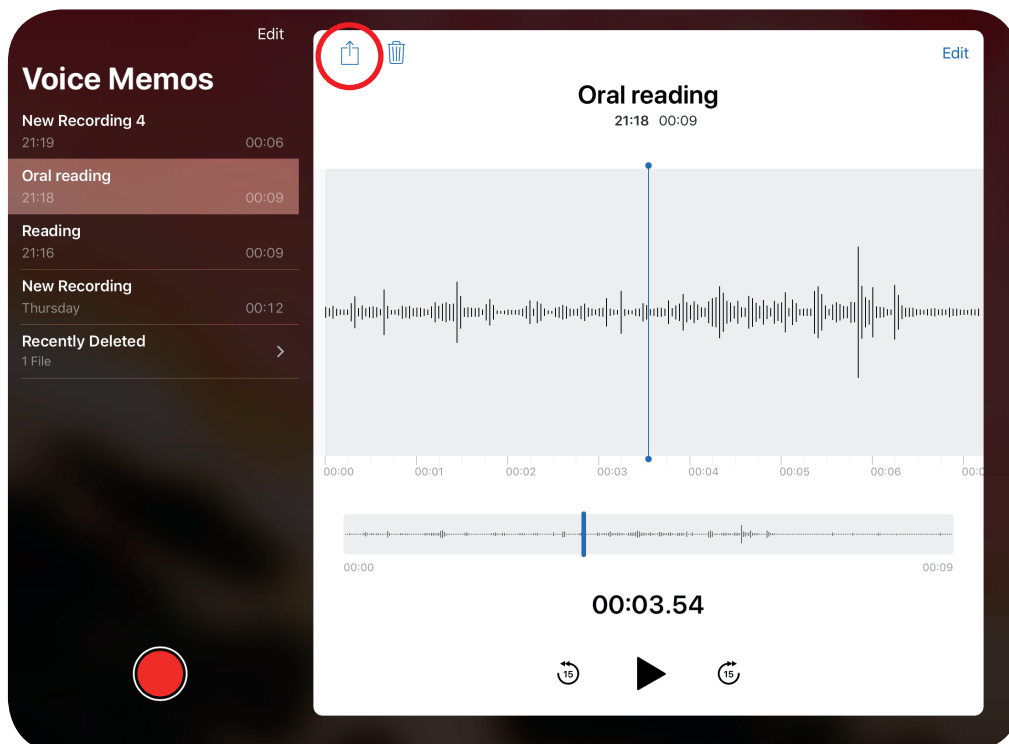 Edit
Voice Memos
New Recording 4
21:19 00:06
Oral reading
21:18 00:09
Reading
21:16 00:09
New Recording
Thursday 00:12
Recently Deleted
1 File
Edit
Oral reading
21:18 00:09
00:00 00:01 00:02 00:03 00:04 00:05 00:06 00:0
00:00 00:09
00:03.54
15 15